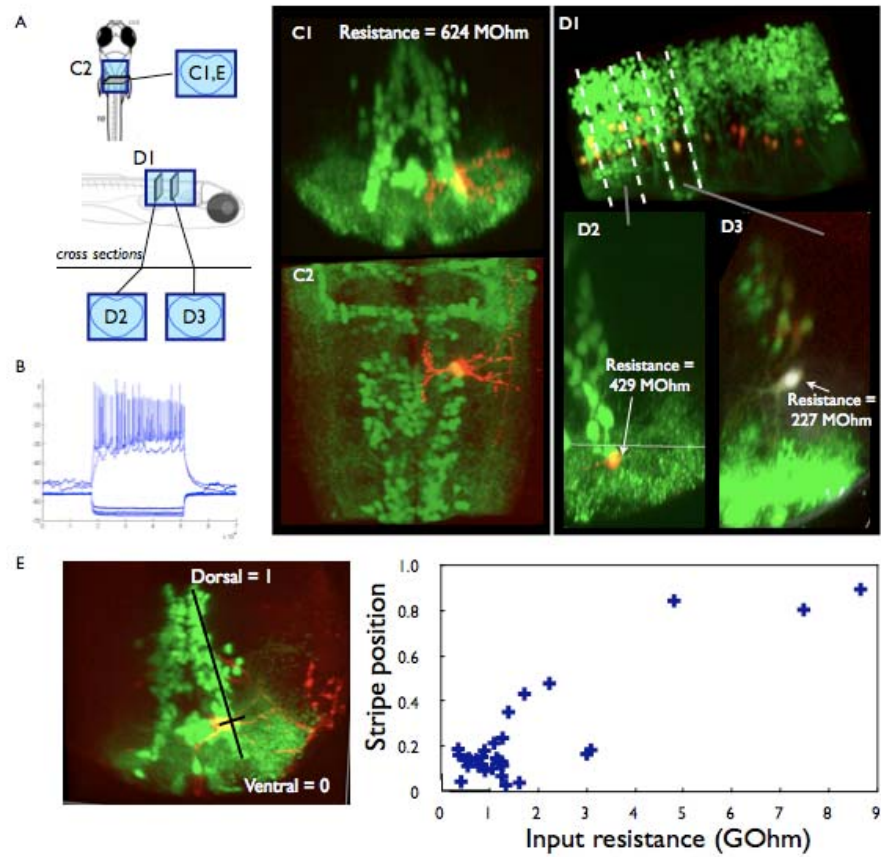 A
C2
C1,E
D1
cross sections
D2
D3
B
C1
Resistance = 624 MOhm
C2
D1
D2
D3
Resistance =
429 MOhm
Resistance =
227 MOhm
E
Dorsal = 1
Ventral = 0
Stripe position
1.0
0.8
0.6
0.4
0.2
0
0 1 2 3 4 5 6 7 8 9
Input resistance (GOhm)